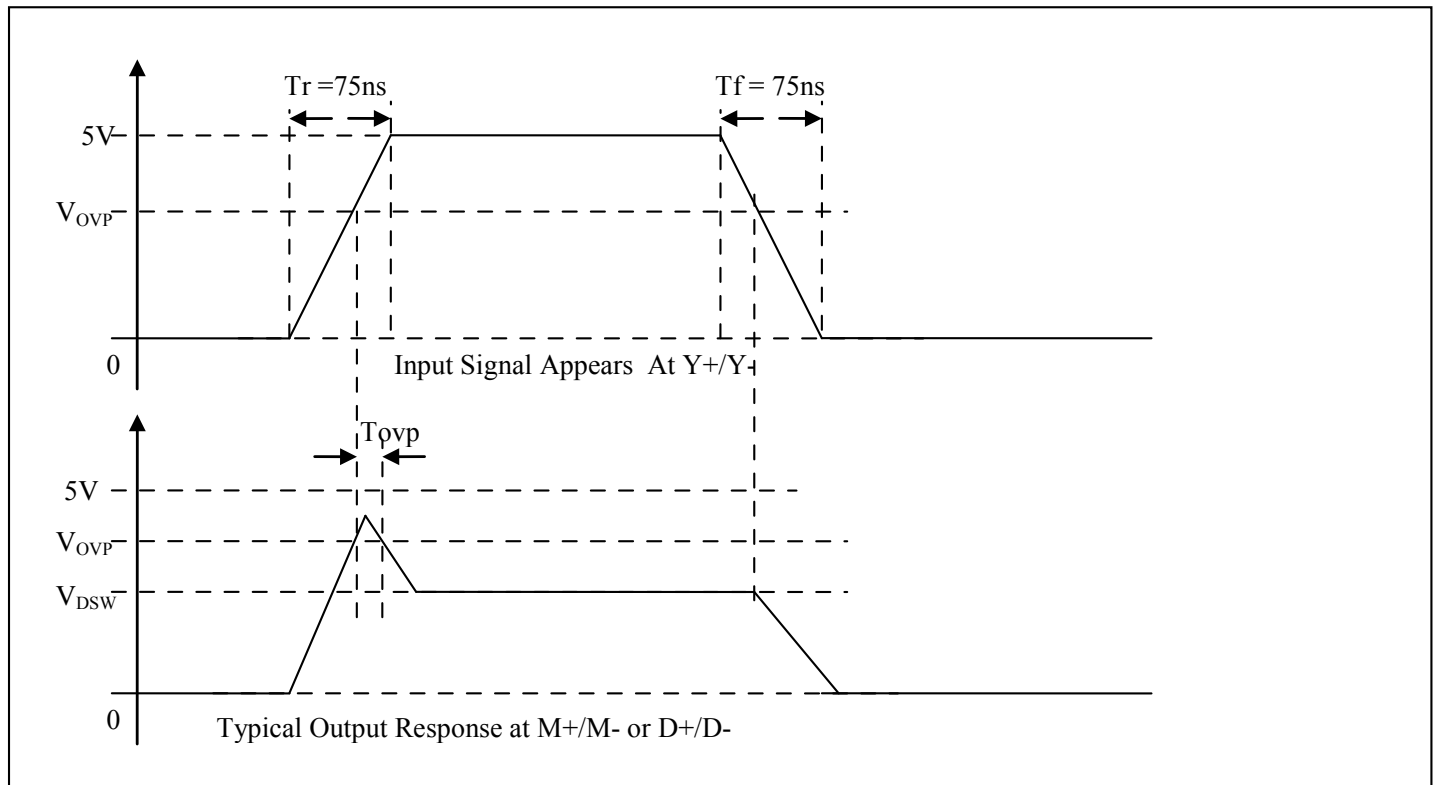 Tr =75ns
Tf = 75ns
5V
VOVP
0
Input Signal Appears At Y+/Y-
Tovp
5V
VOVP
VDSW
0
Typical Output Response at M+/M- or D+/D-